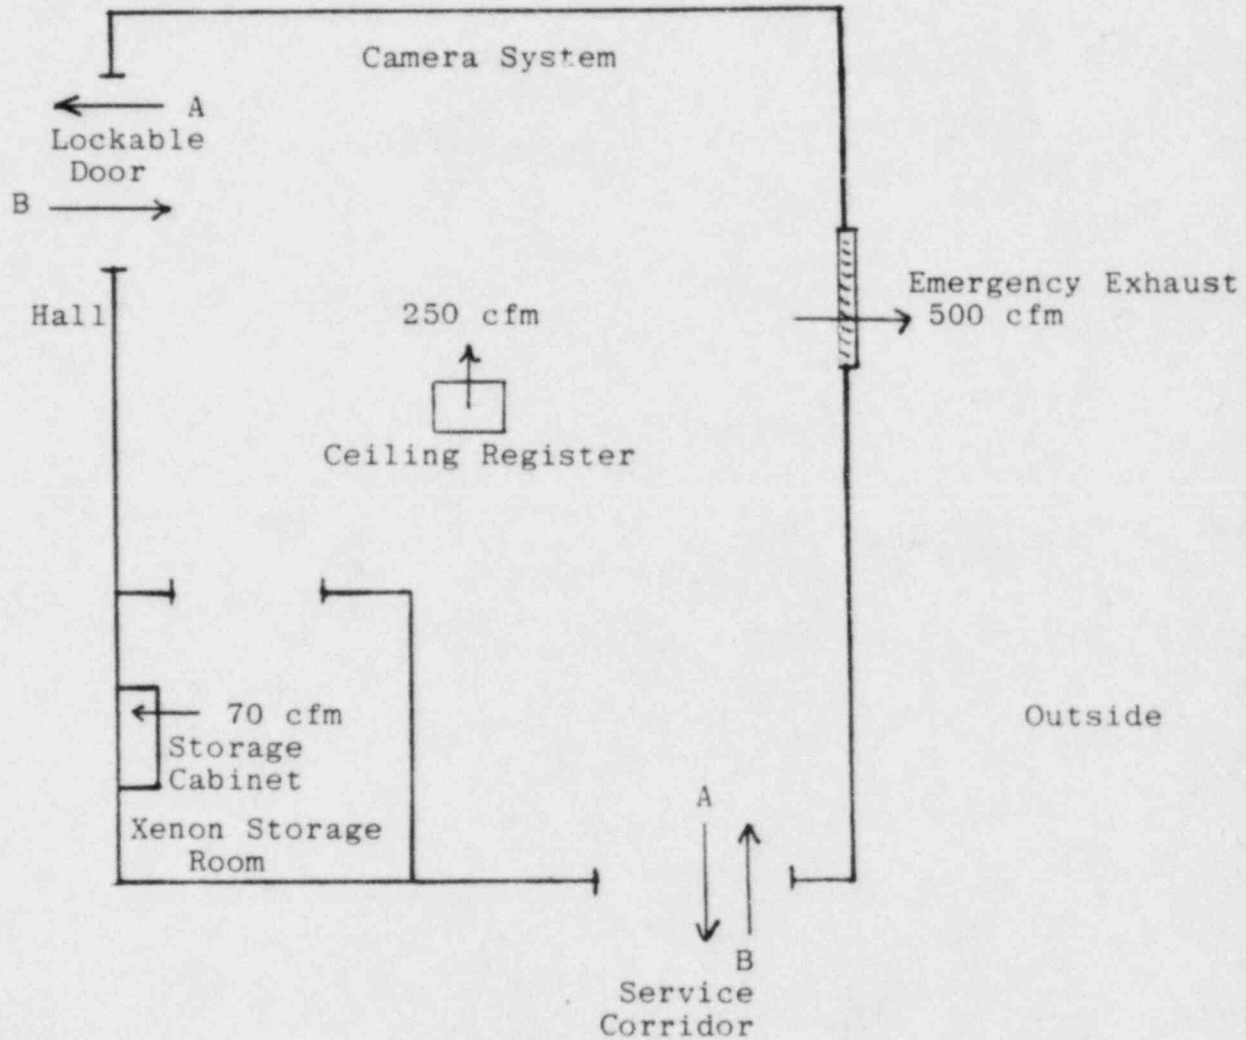 Camera System
A
Lockable
Door
B
Hall
250 cfm
Emergency Exhaust
500 cfm
Ceiling Register
70 cfm
Storage
Cabinet
Outside
Xenon Storage
Room
A
B
Service
Corridor